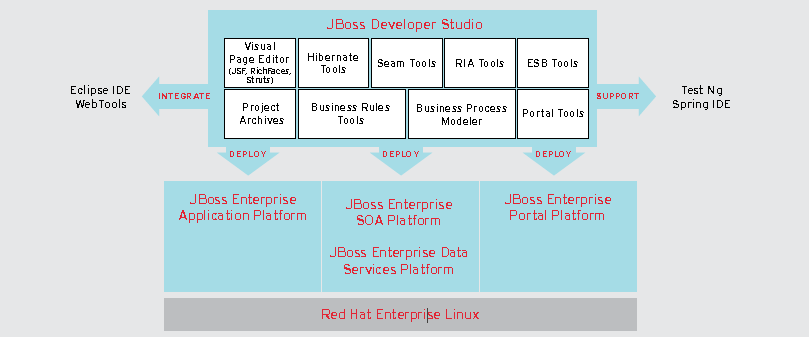 JBoss Developer Studio
Visual
Page Editor
(JSF, RichFaces,
Struts)
Hibernate
Tools
Seam Tools
RIA Tools
ESB Tools
Project
Archives
Business Rules
Tools
Business Process
Modeler
Portal Tools
Eclipse IDE
WebTools
INTEGRATE
SUPPORT
Test Ng
Spring IDE
DEPLOY
DEPLOY
DEPLOY
JBoss Enterprise
Application Platform
JBoss Enterprise
SOA Platform
JBoss Enterprise Data
Services Platform
JBoss Enterprise
Portal Platform
Red Hat Enterprise Linux